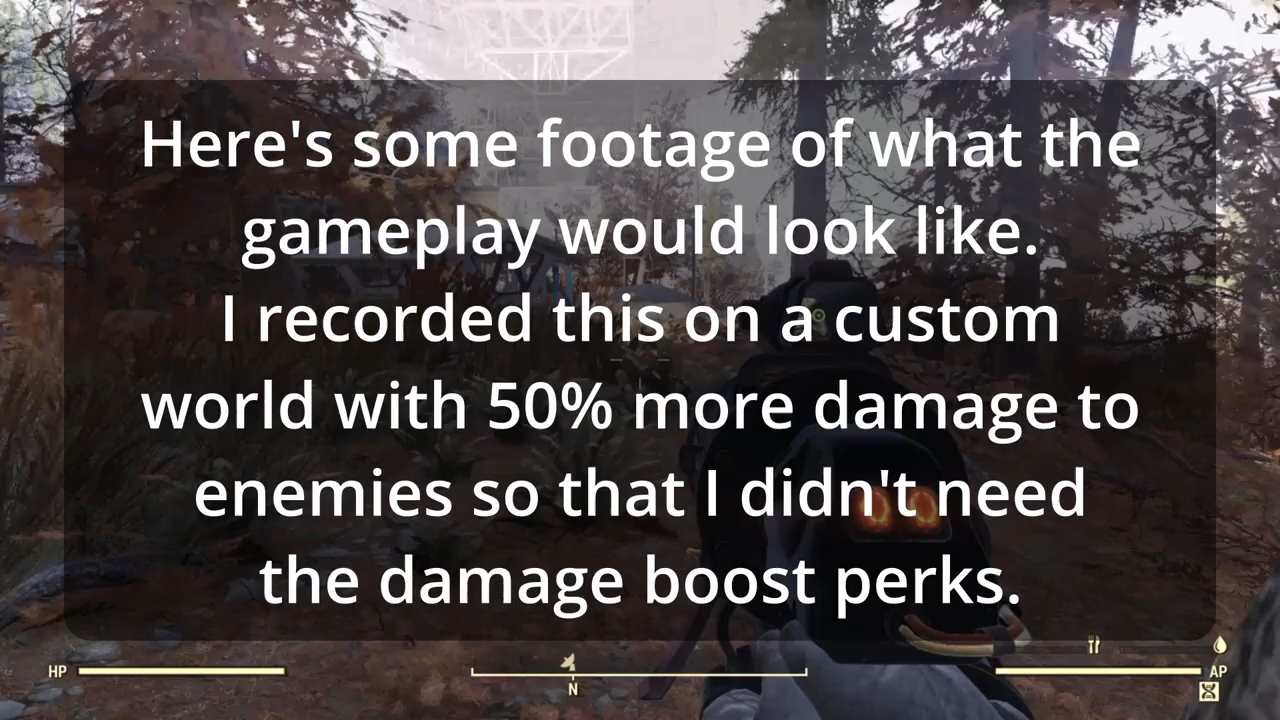 Here's some footage of what the
gameplay would look like.
I recorded this on a custom
world with 50% more damage to
enemies so that I didn't need
the damage boost perks.
HP
N
AP